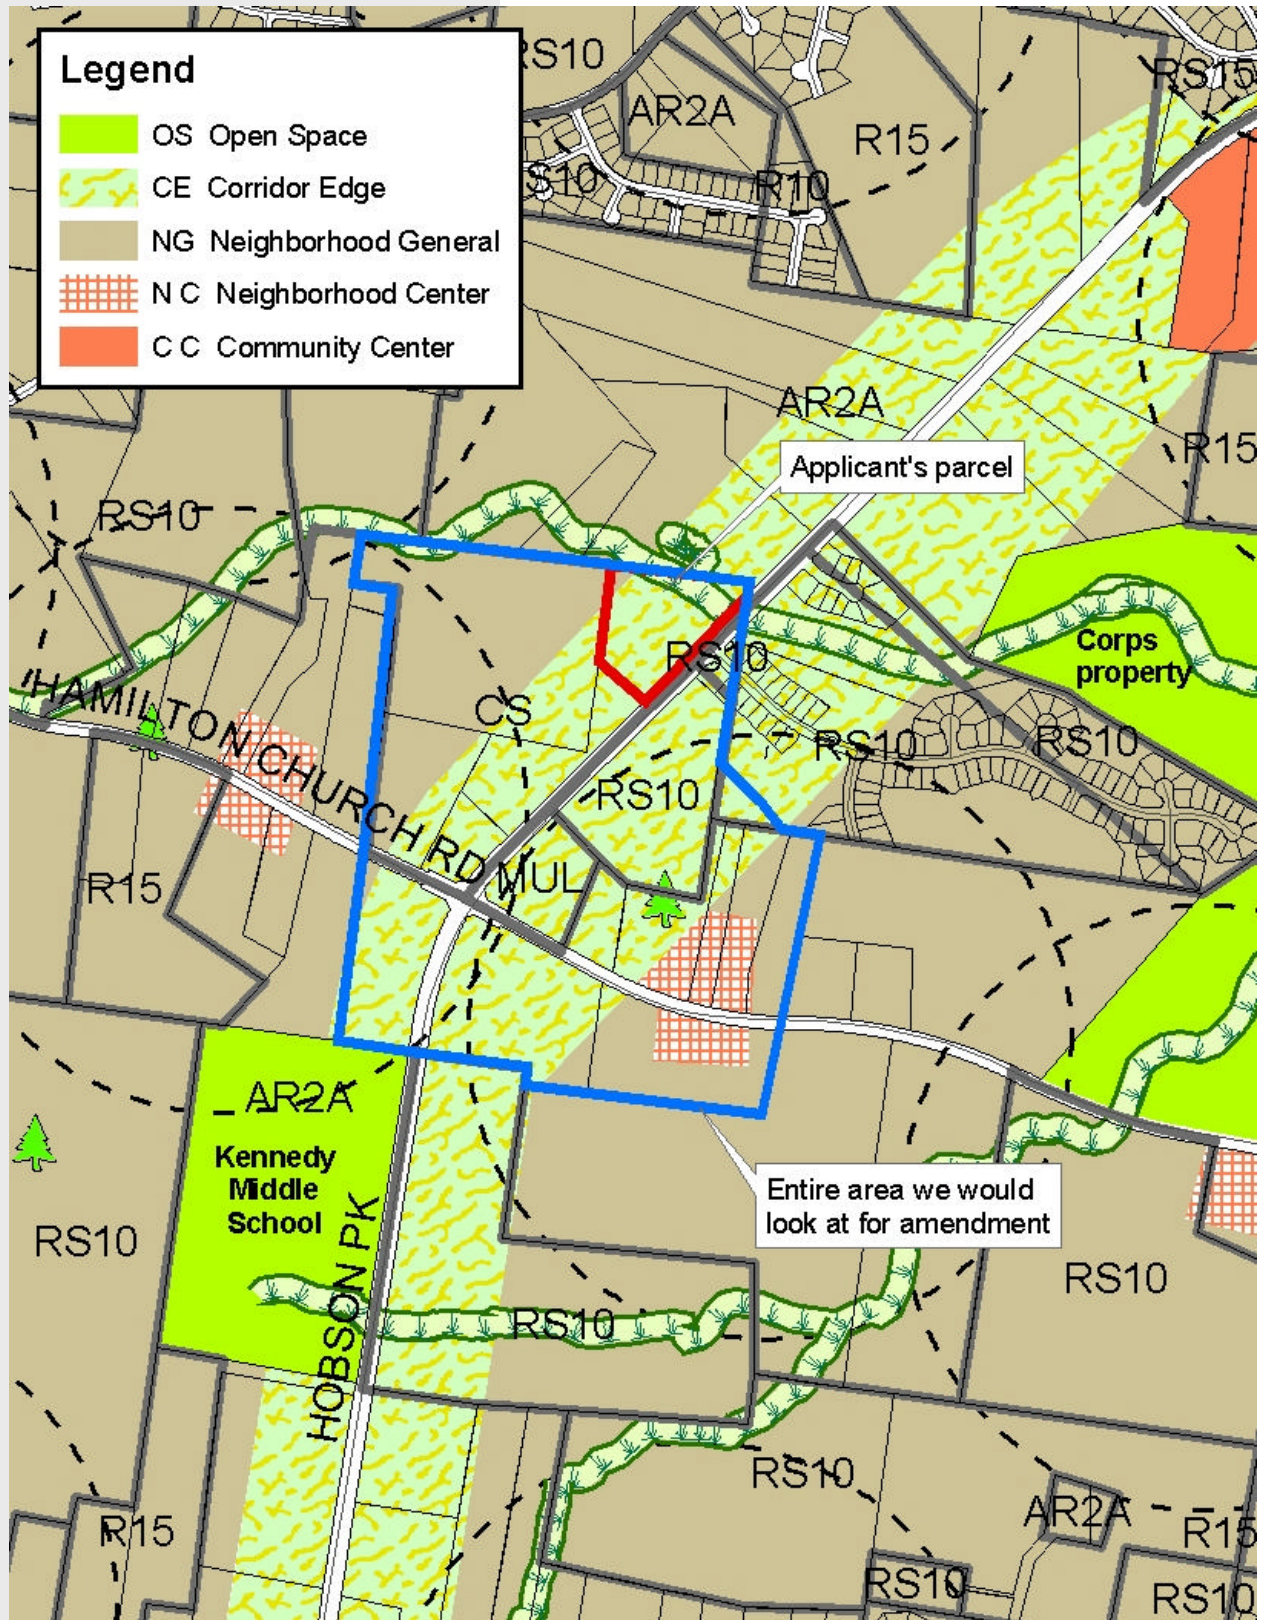 Legend
OS Open Space
CE Corridor Edge
NG Neighborhood General
N C Neighborhood Center
C C Community Center
RS10
AR2A
R15
RS15
S10
R10
AR2A
R15
Applicant's parcel
RS10
Corps
property
RS10
CS
HAMILTON CHURCH RD
RS10
RS10
RS10
MUL
R15
AR2A
Kennedy
Middle
School
Entire area we would
look at for amendment
RS10
HOBSON PK
RS10
RS10
RS10
AR2A
R15
R15
RS10
RS10